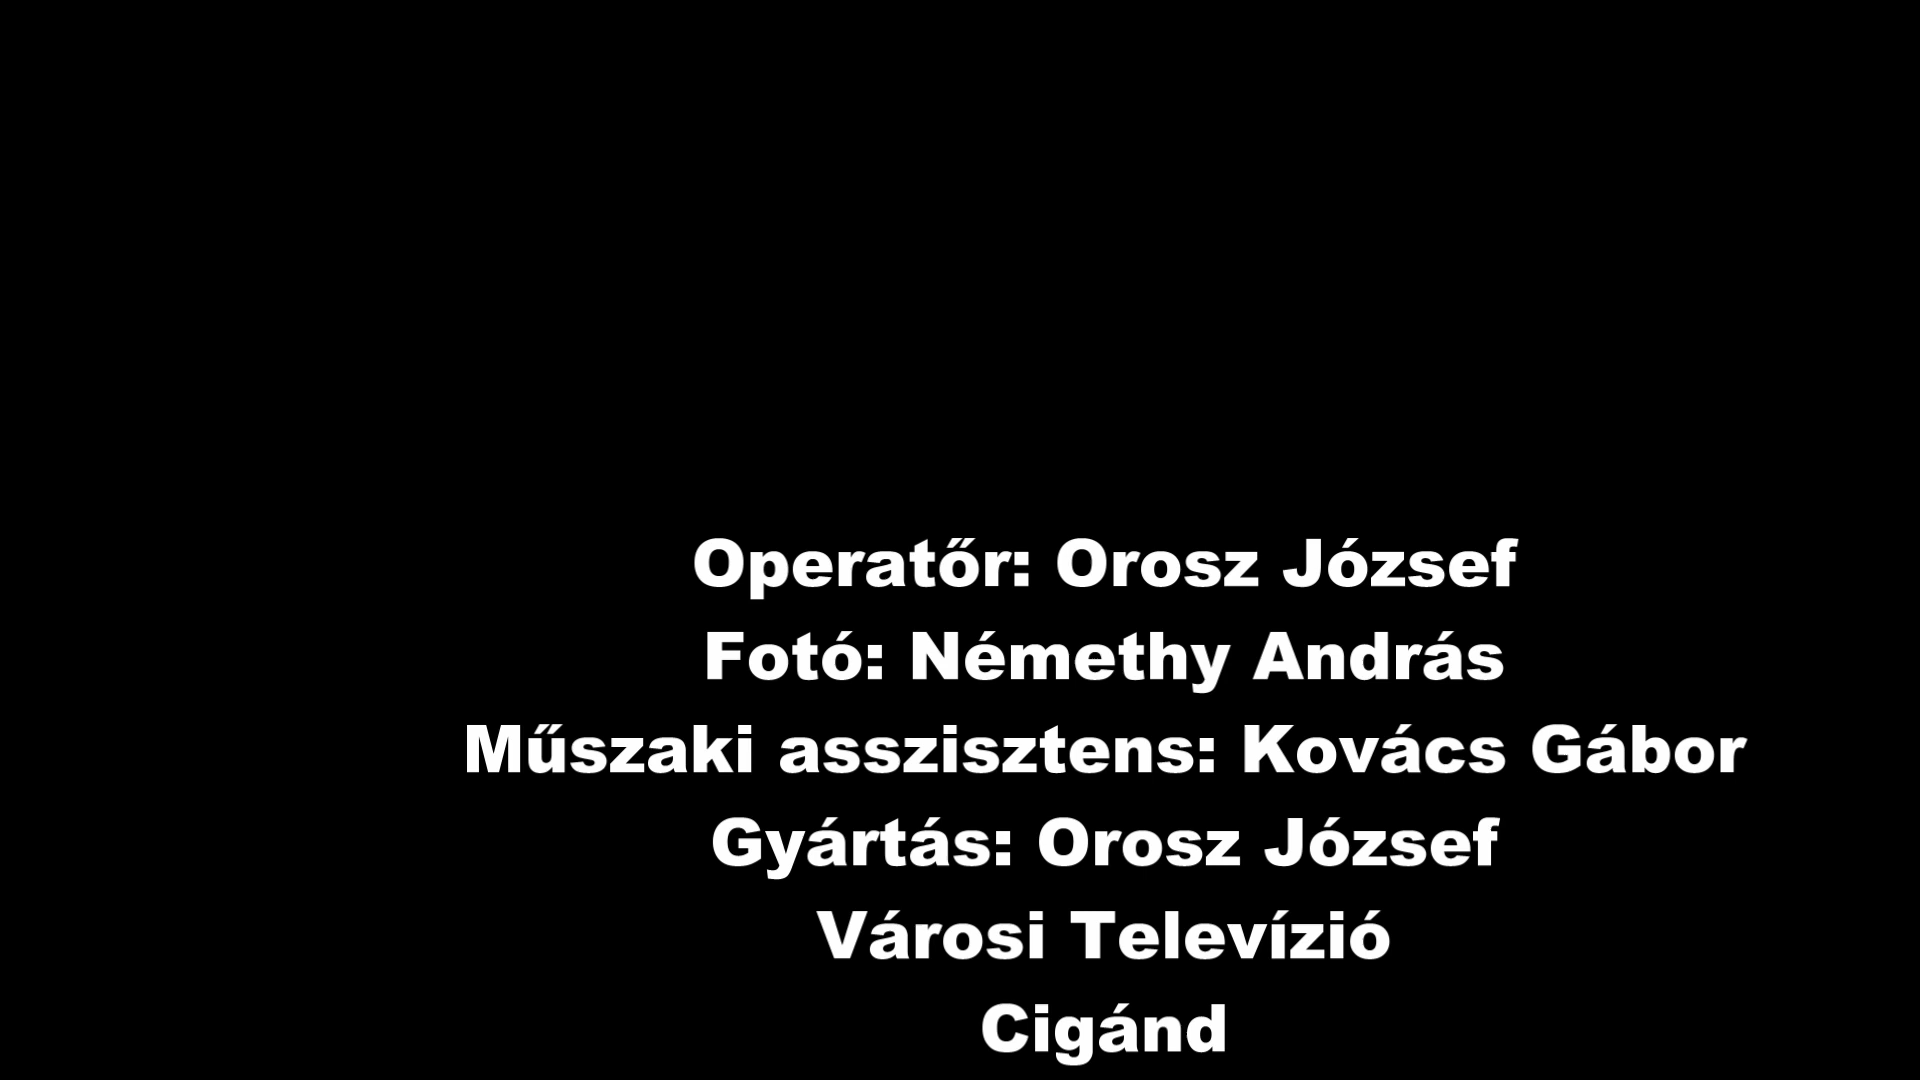 Operatőr: Orosz József
Fotó: Némethy András
Műszaki asszisztens: Kovács Gábor
Gyártás: Orosz József
Városi Televízió
Cigánd